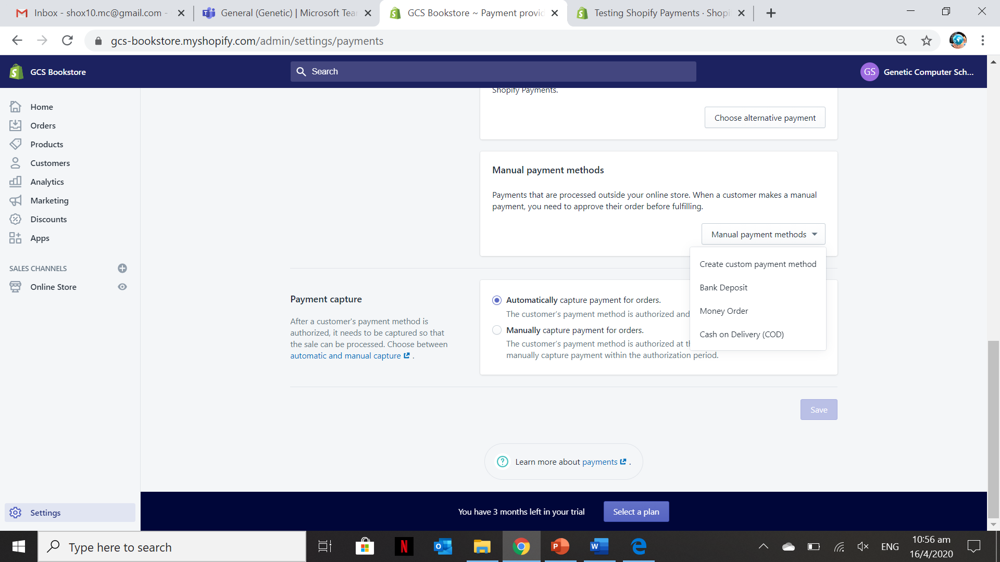 Inbox - shox10.mc@gmail.com -
General (Genetic) | Microsoft Tea
GCS Bookstore ~ Payment provid
Testing Shopify Payments · Shopi
gcs-bookstore.myshopify.com/admin/settings/payments
GCS Bookstore
Search
GS
Genetic Computer Sch...
Home
Orders
Products
Customers
Analytics
Marketing
Discounts
Apps
SALES CHANNELS
Online Store
Settings
Shopify Payments.
Choose alternative payment
Manual payment methods
Payments that are processed outside your online store. When a customer makes a manual
payment, you need to approve their order before fulfilling.
Manual payment methods
Create custom payment method
Bank Deposit
Money Order
Cash on Delivery (COD)
Payment capture
After a customer's payment method is
authorized, it needs to be captured so that
the sale can be processed. Choose between
automatic and manual capture .
Automatically capture payment for orders.
The customer's payment method is authorized and
Manually capture payment for orders.
The customer's payment method is authorized at th
manually capture payment within the authorization period.
Save
Learn more about payments .
You have 3 months left in your trial
Select a plan
Type here to search
ENG
10:56 am
16/4/2020